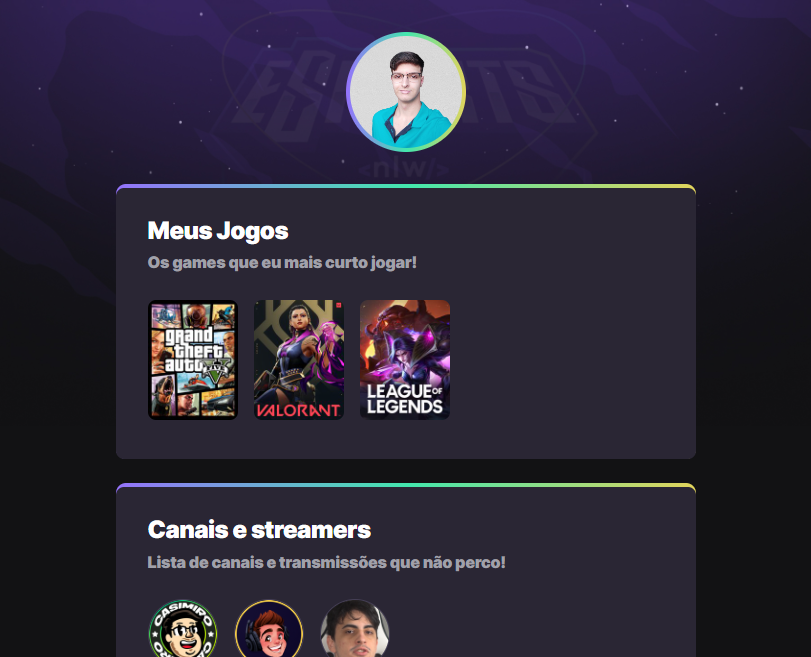 ESPORTS
<nlw/>
Meus Jogos
Os games que eu mais curto jogar!
grand
theft
auto
V
FIVE
VALORANT
LEAGUE OF
LEGENDS
Canais e streamers
Lista de canais e transmissões que não perco!
CASIMIRO